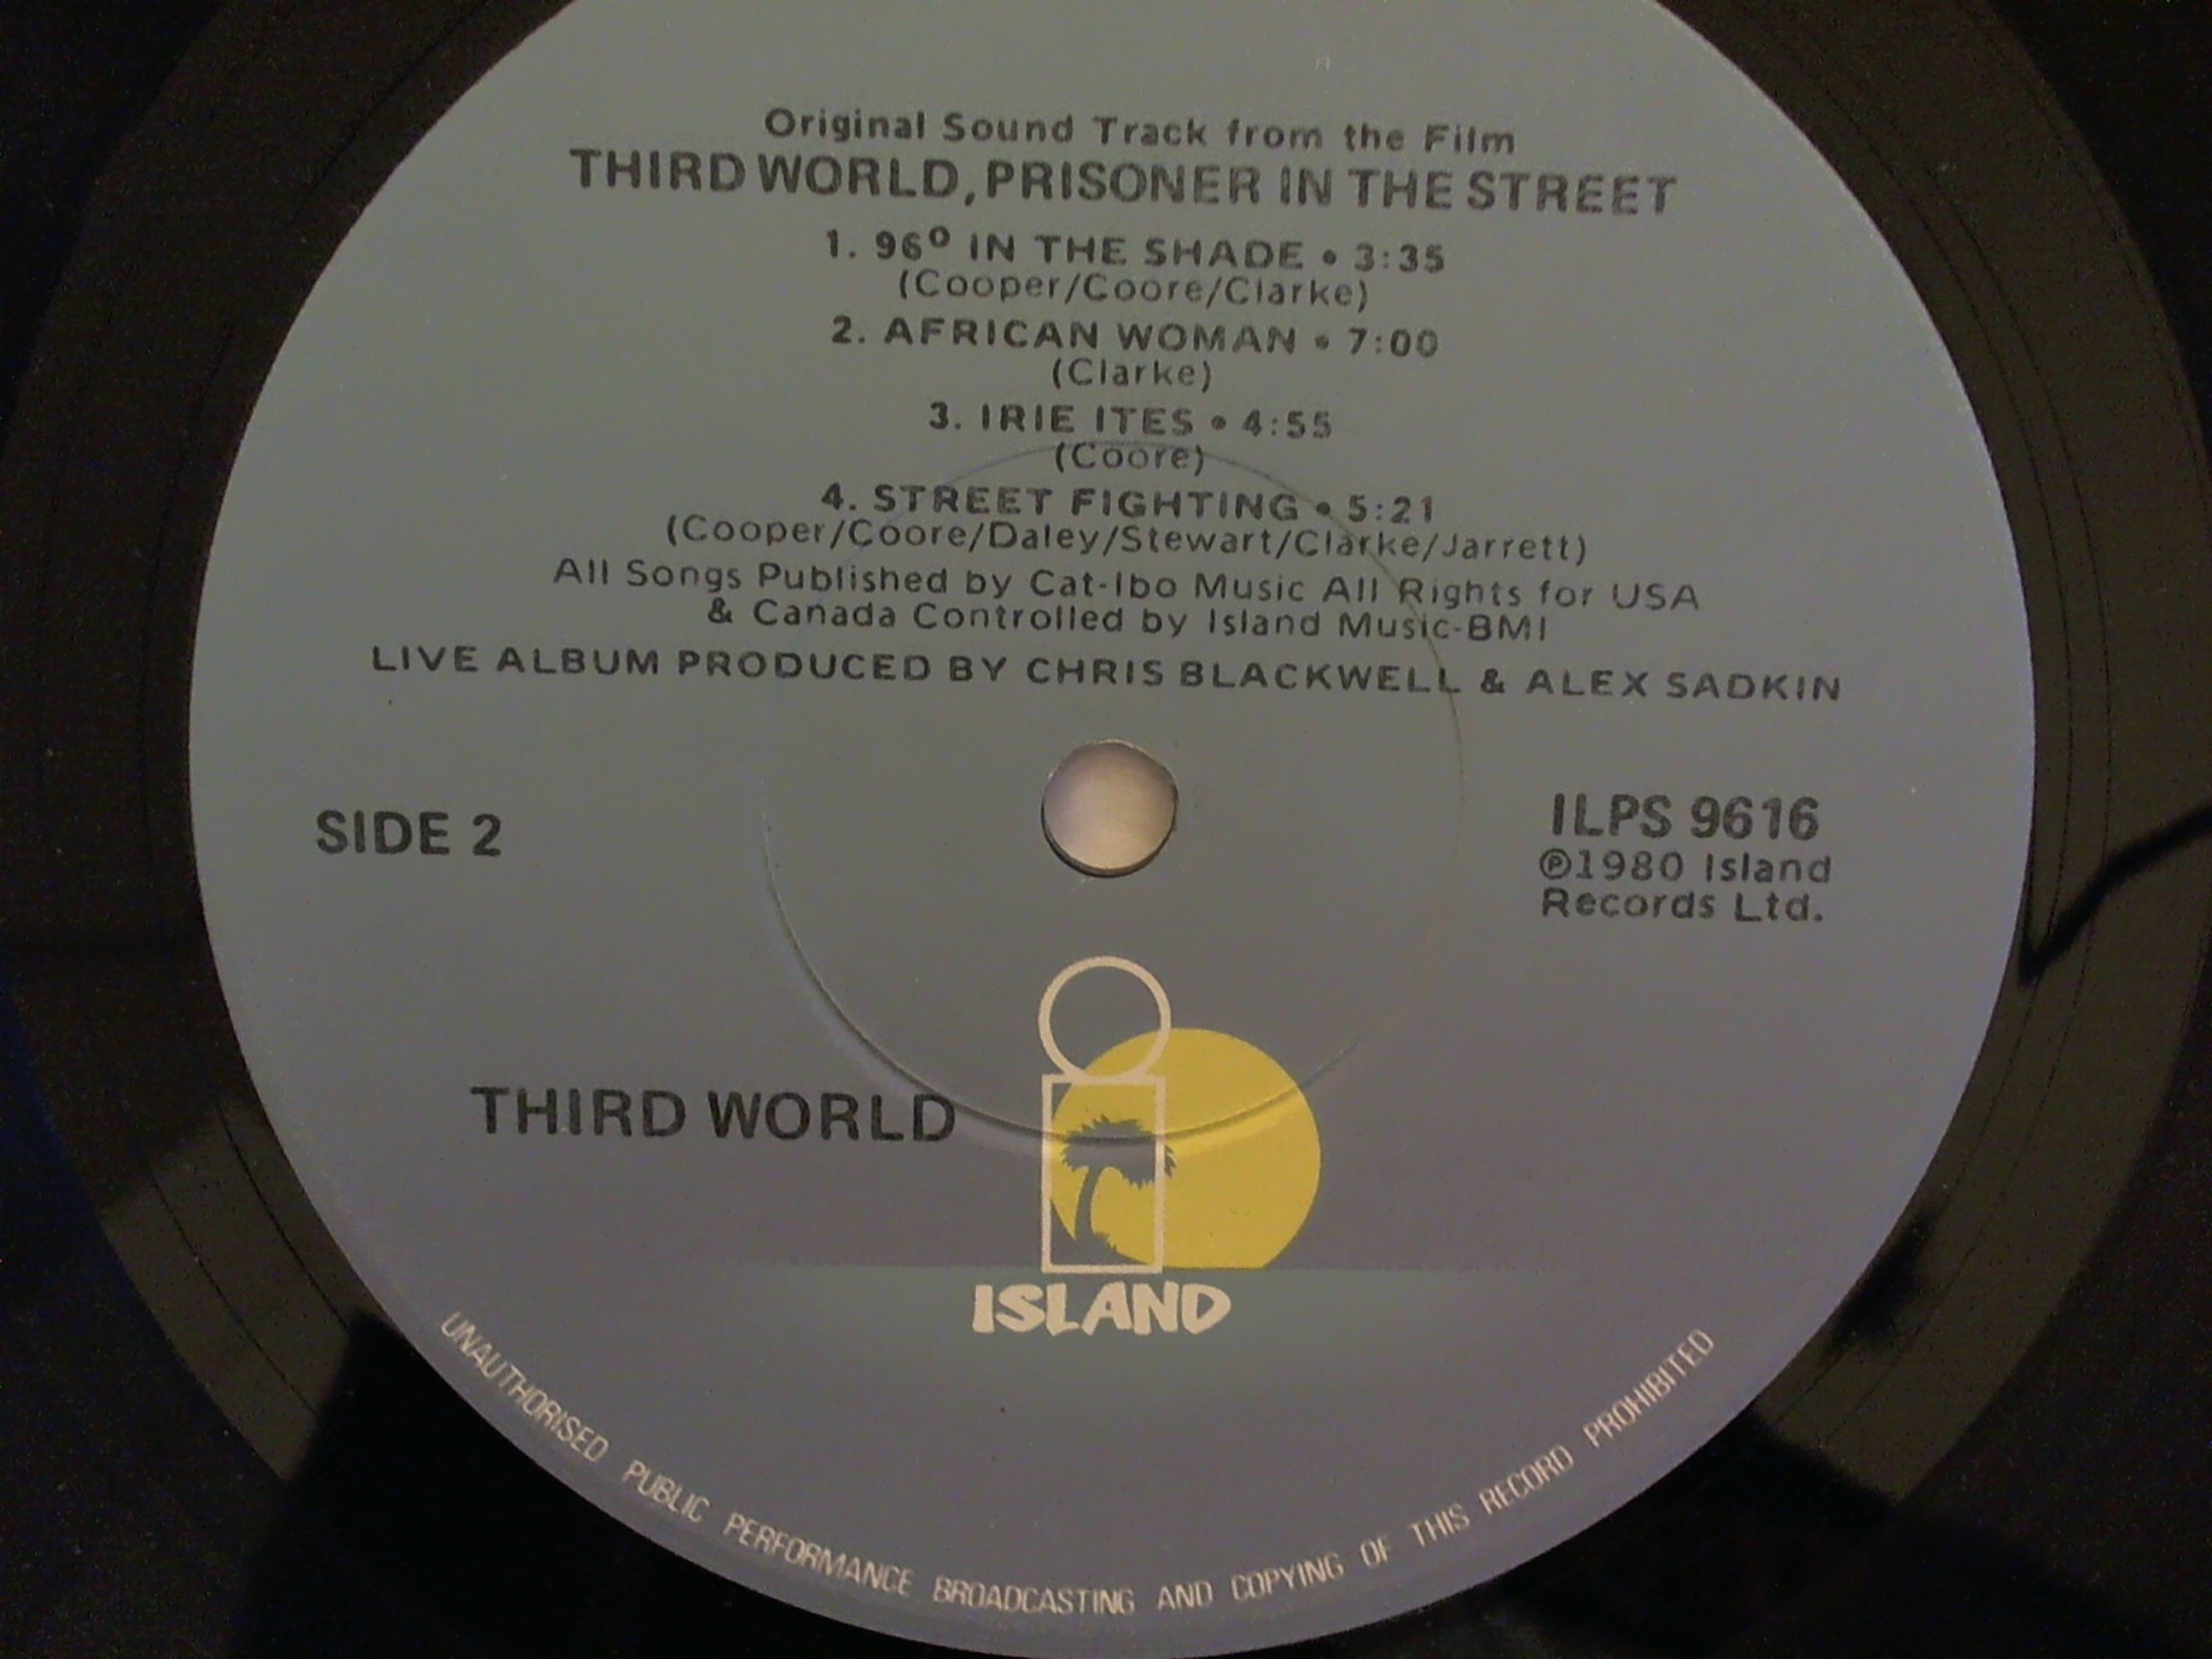 Original Sound Track from the Film
THIRD WORLD, PRISONER IN THE STREET
1. 96º IN THE SHADE • 3:35
(Cooper/Coore/Clarke)
2. AFRICAN WOMAN • 7:00
(Clarke)
3. IRIE ITES • 4:55
(Coore)
4. STREET FIGHTING • 5:21
(Cooper/Coore/Daley/Stewart/Clarke/Jarrett)
All Songs Published by Cat-Ibo Music All Rights for USA
& Canada Controlled by Island Music-BMI
LIVE ALBUM PRODUCED BY CHRIS BLACKWELL & ALEX SADKIN
SIDE 2
ILPS 9616
℗1980 Island
Records Ltd.
THIRD WORLD
ISLAND
UNAUTHORISED PUBLIC PERFORMANCE BROADCASTING AND COPYING OF THIS RECORD PROHIBITED